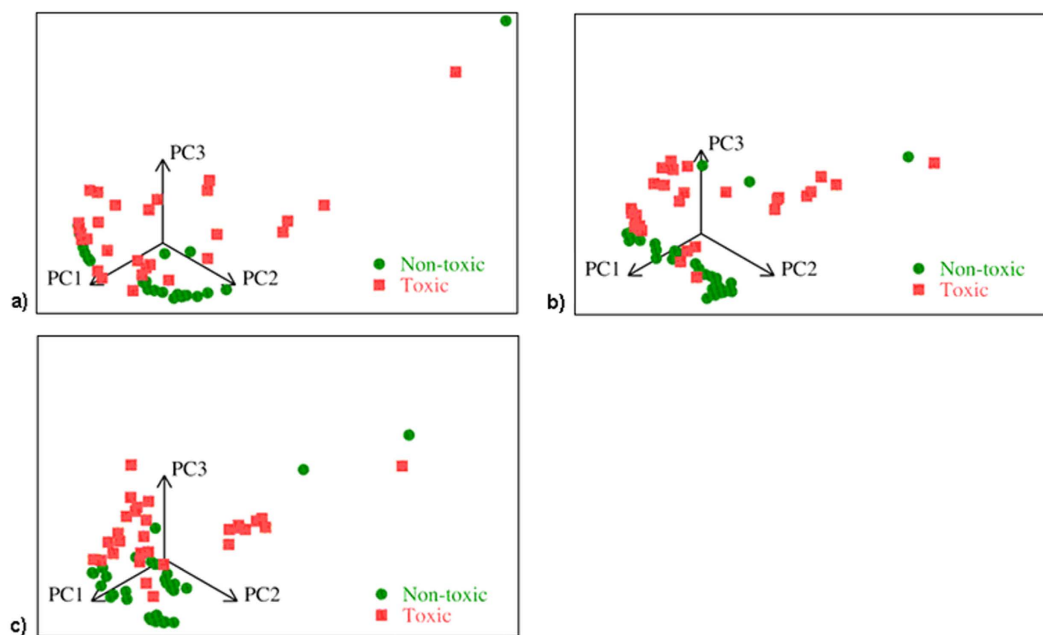 PC3
PC1
PC2
Non-toxic
Toxic
a)
PC3
PC1
PC2
Non-toxic
Toxic
b)
PC3
PC1
PC2
Non-toxic
Toxic
c)